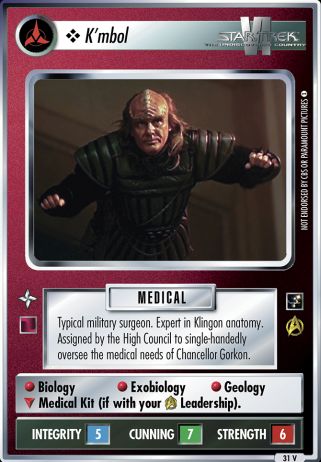 ❖ K'mbol
VI
STAR TREK
THE UNDISCOVERED COUNTRY
NOT ENDORSED BY CBS OR PARAMOUNT PICTURES
MEDICAL
Typical military surgeon. Expert in Klingon anatomy.
Assigned by the High Council to single-handedly
oversee the medical needs of Chancellor Gorkon.
Biology Exobiology Geology
Medical Kit (if with your Leadership).
INTEGRITY 5 CUNNING 7 STRENGTH 6
31 V